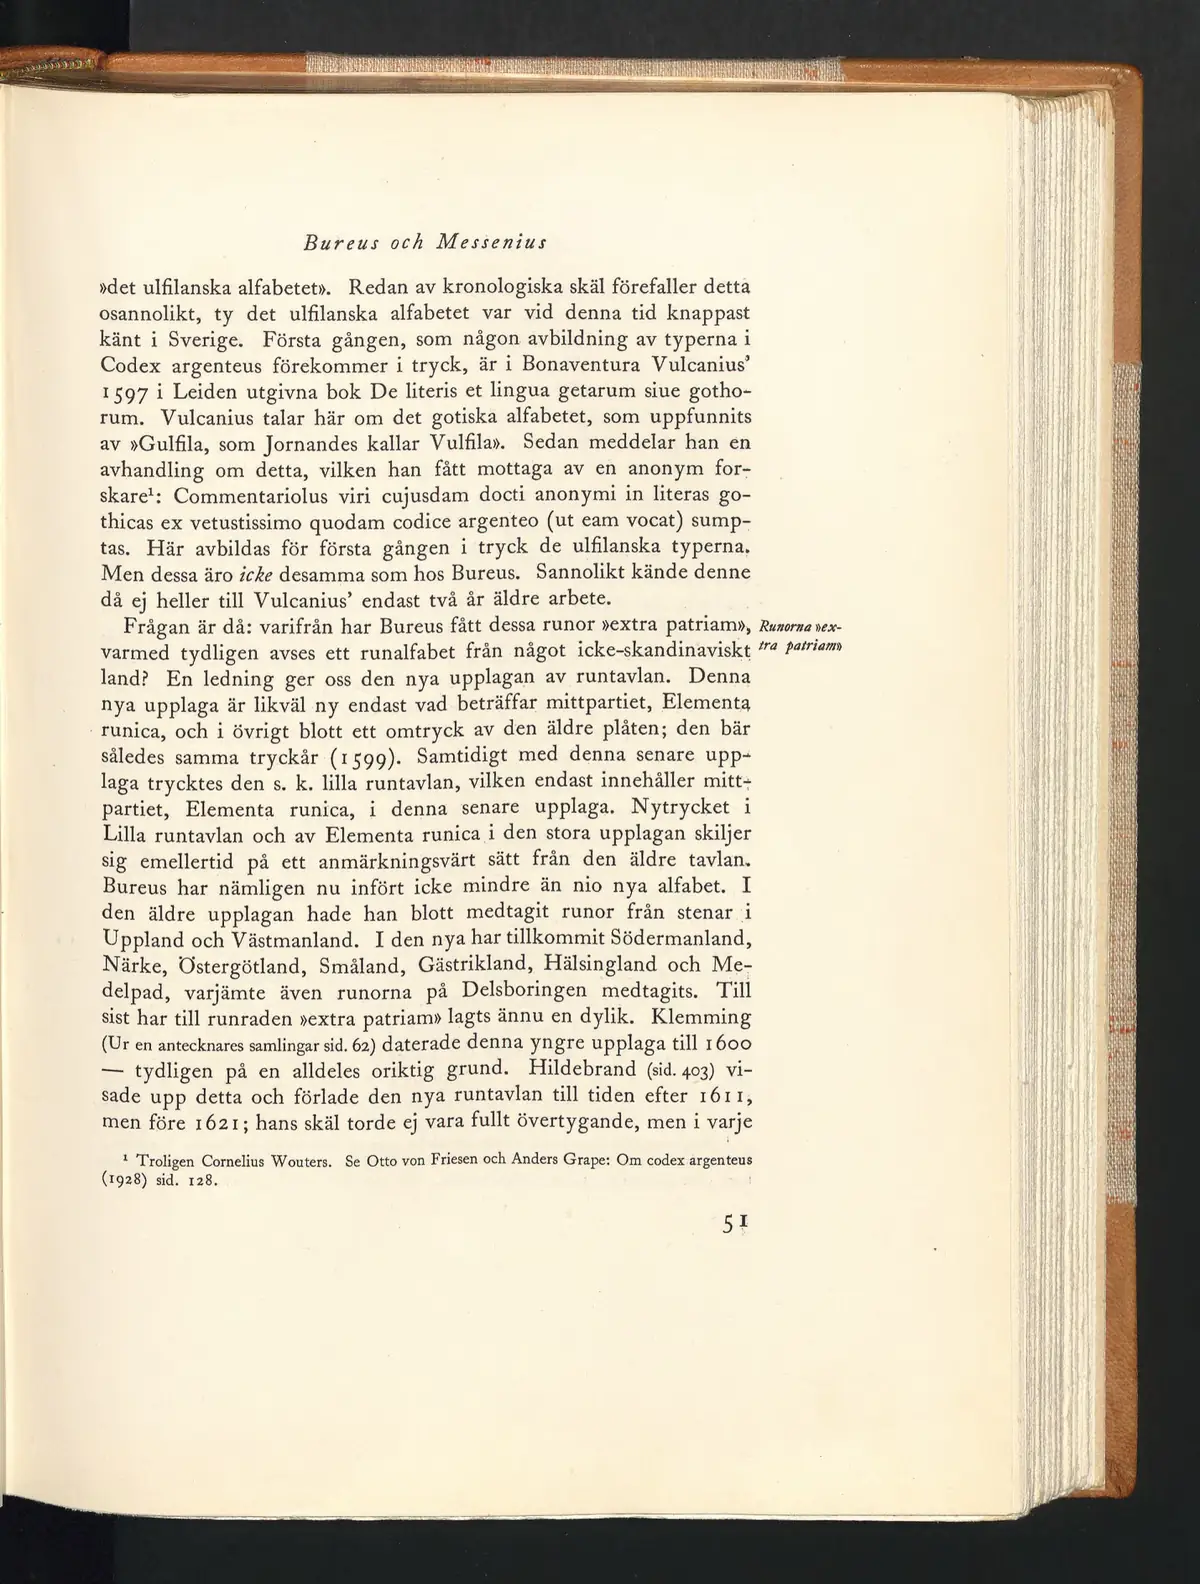 Bureus och Messenius
»det ulfilanska alfabetet». Redan av kronologiska skäl förefaller detta
osannolikt, ty det ulfilanska alfabetet var vid denna tid knappast
känt i Sverige. Första gången, som någon avbildning av typerna i
Codex argenteus förekommer i tryck, är i Bonaventura Vulcanius’
1597 i Leiden utgivna bok De literis et lingua getarum siue gotho-
rum. Vulcanius talar här om det gotiska alfabetet, som uppfunnits
av »Gulfila, som Jornandes kallar Vulfila». Sedan meddelar han en
avhandling om detta, vilken han fått mottaga av en anonym for-
skare¹: Commentariolus viri cujusdam docti anonymi in literas go-
thicas ex vetustissimo quodam codice argenteo (ut eam vocat) sump-
tas. Här avbildas för första gången i tryck de ulfilanska typerna.
Men dessa äro icke desamma som hos Bureus. Sannolikt kände denne
då ej heller till Vulcanius’ endast två år äldre arbete.
Frågan är då: varifrån har Bureus fått dessa runor »extra patriam»,
Runorna »ex-
tra patriam»
varmed tydligen avses ett runalfabet från något icke-skandinaviskt
land? En ledning ger oss den nya upplagan av runtavlan. Denna
nya upplaga är likväl ny endast vad beträffar mittpartiet, Elementa
runica, och i övrigt blott ett omtryck av den äldre plåten; den bär
således samma tryckår (1599). Samtidigt med denna senare upp-
laga trycktes den s. k. lilla runtavlan, vilken endast innehåller mitt-
partiet, Elementa runica, i denna senare upplaga. Nytrycket i
Lilla runtavlan och av Elementa runica i den stora upplagan skiljer
sig emellertid på ett anmärkningsvärt sätt från den äldre tavlan.
Bureus har nämligen nu infört icke mindre än nio nya alfabet. I
den äldre upplagan hade han blott medtagit runor från stenar i
Uppland och Västmanland. I den nya har tillkommit Södermanland,
Närke, Östergötland, Småland, Gästrikland, Hälsingland och Me-
delpad, varjämte även runorna på Delsboringen medtagits. Till
sist har till runraden »extra patriam» lagts ännu en dylik. Klemming
(Ur en antecknares samlingar sid. 62) daterade denna yngre upplaga till 1600
— tydligen på en alldeles oriktig grund. Hildebrand (sid. 403) vi-
sade upp detta och förlade den nya runtavlan till tiden efter 1611,
men före 1621; hans skäl torde ej vara fullt övertygande, men i varje
¹ Troligen Cornelius Wouters. Se Otto von Friesen och Anders Grape: Om codex argenteus
(1928) sid. 128.
51